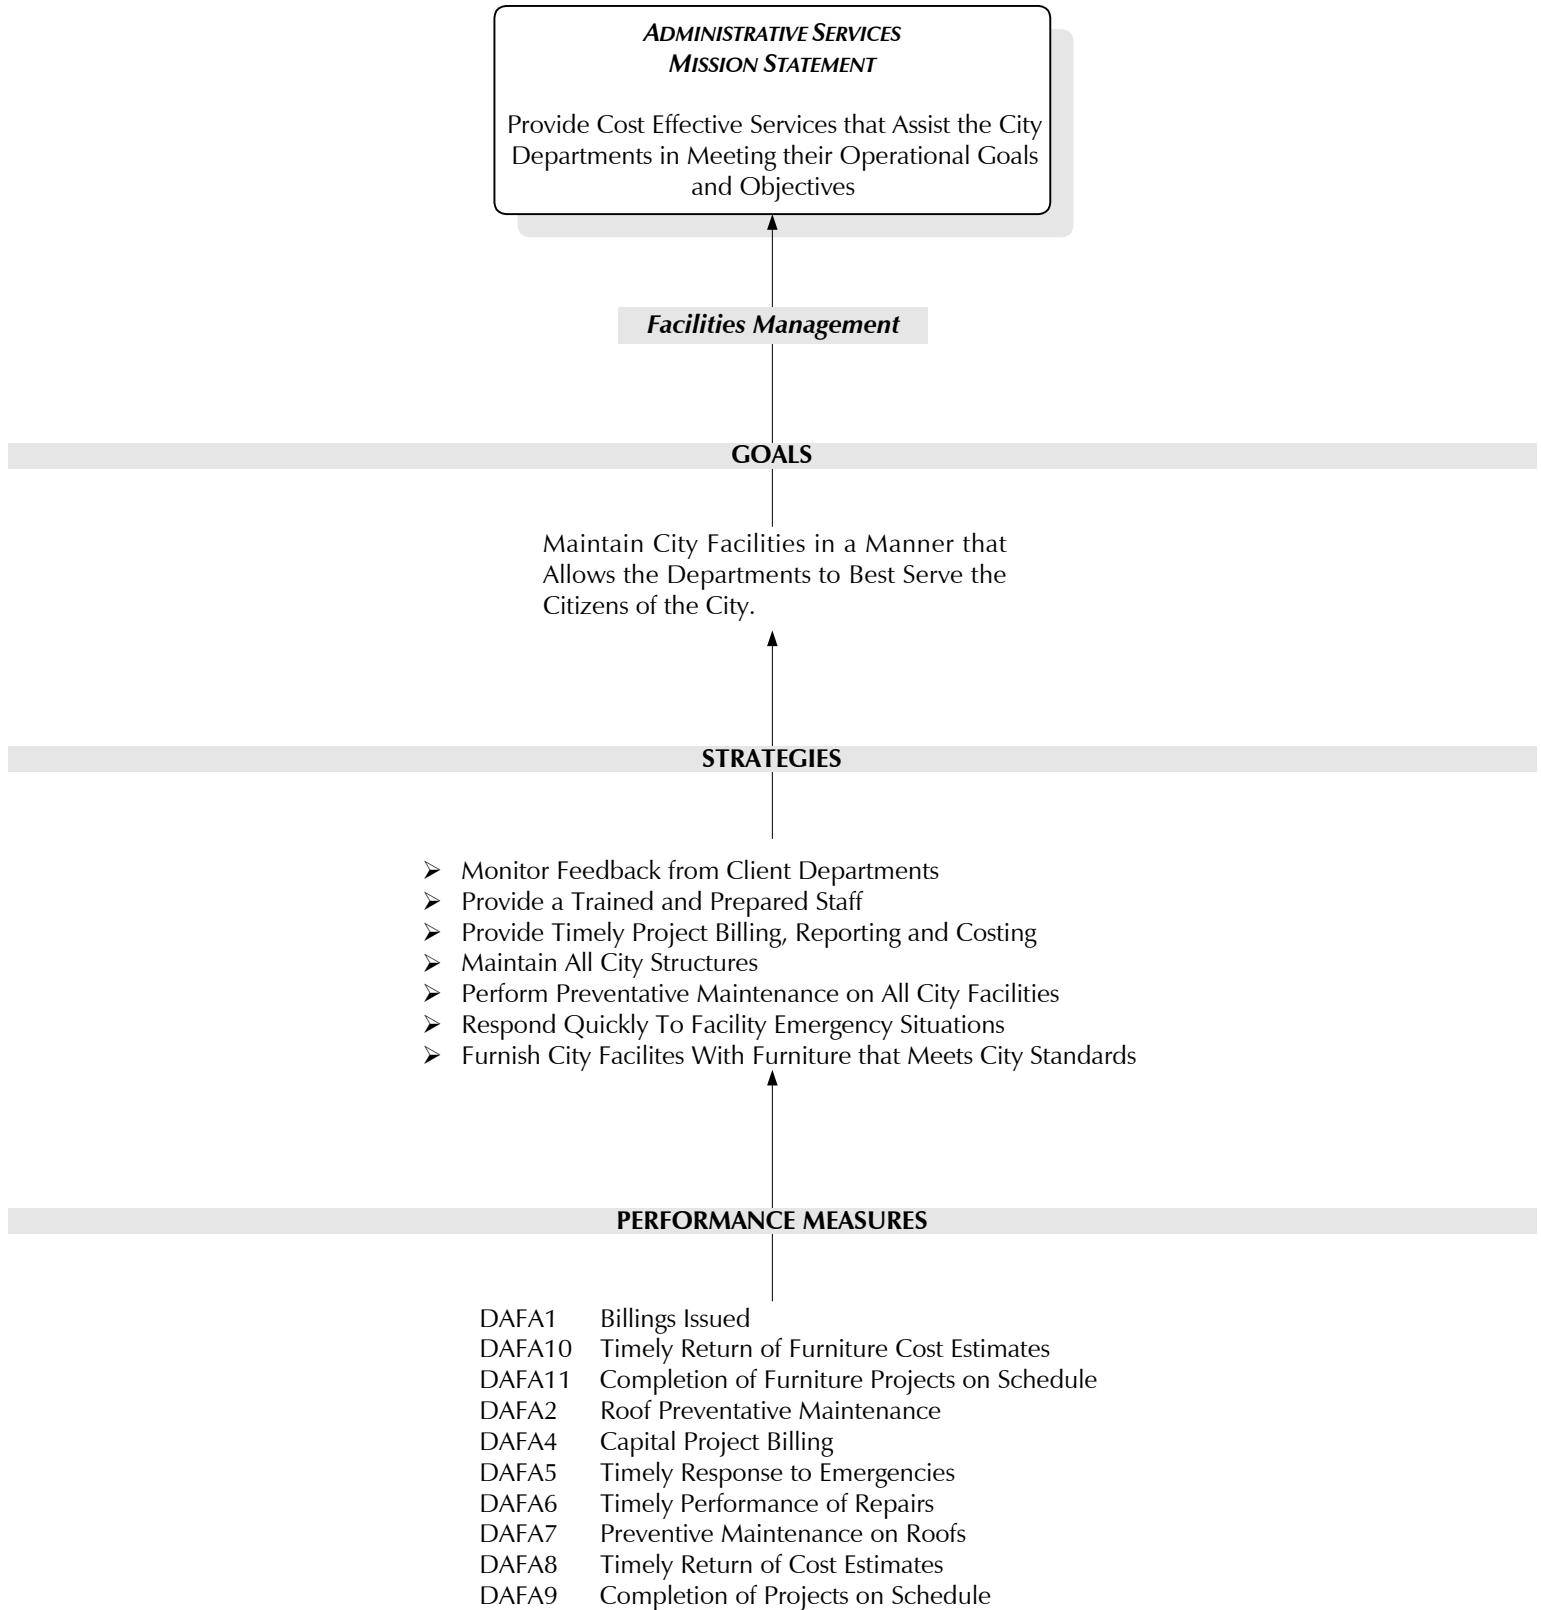 ADMINISTRATIVE SERVICES
MISSION STATEMENT
Provide Cost Effective Services that Assist the City
Departments in Meeting their Operational Goals
and Objectives
Facilities Management
GOALS
Maintain City Facilities in a Manner that
Allows the Departments to Best Serve the
Citizens of the City.
STRATEGIES
➢ Monitor Feedback from Client Departments
➢ Provide a Trained and Prepared Staff
➢ Provide Timely Project Billing, Reporting and Costing
➢ Maintain All City Structures
➢ Perform Preventative Maintenance on All City Facilities
➢ Respond Quickly To Facility Emergency Situations
➢ Furnish City Facilites With Furniture that Meets City Standards
PERFORMANCE MEASURES
DAFA1 Billings Issued
DAFA10 Timely Return of Furniture Cost Estimates
DAFA11 Completion of Furniture Projects on Schedule
DAFA2 Roof Preventative Maintenance
DAFA4 Capital Project Billing
DAFA5 Timely Response to Emergencies
DAFA6 Timely Performance of Repairs
DAFA7 Preventive Maintenance on Roofs
DAFA8 Timely Return of Cost Estimates
DAFA9 Completion of Projects on Schedule